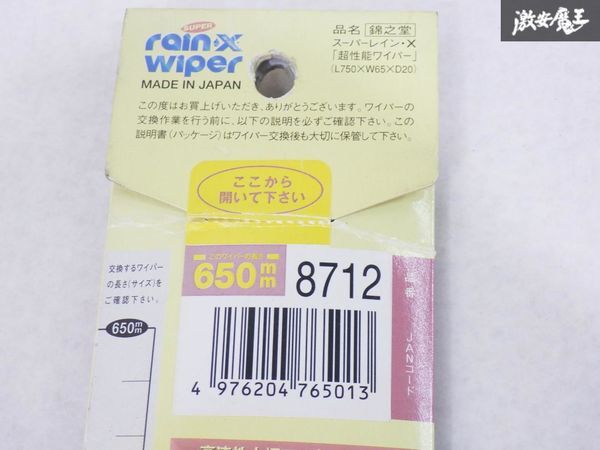 激安魔王
SUPER
rain·X
wiper
MADE IN JAPAN
品名 錦之堂
スーパーレイン・X
「超性能ワイパー」
(L750×W65×D20)
この度はお買上げいただき、ありがとうございます。ワイパーの
交換作業を行う前に、以下の説明を必ずご確認下さい。この
説明書(パッケージ)はワイパー交換後も大切に保管して下さい。
ここから
開いて下さい
このワイパーの長さ
650mm
8712
品番
JANコード
交換するワイパー
の長さ(サイズ)を
ご確認下さい。
650mm
4 976204 765013